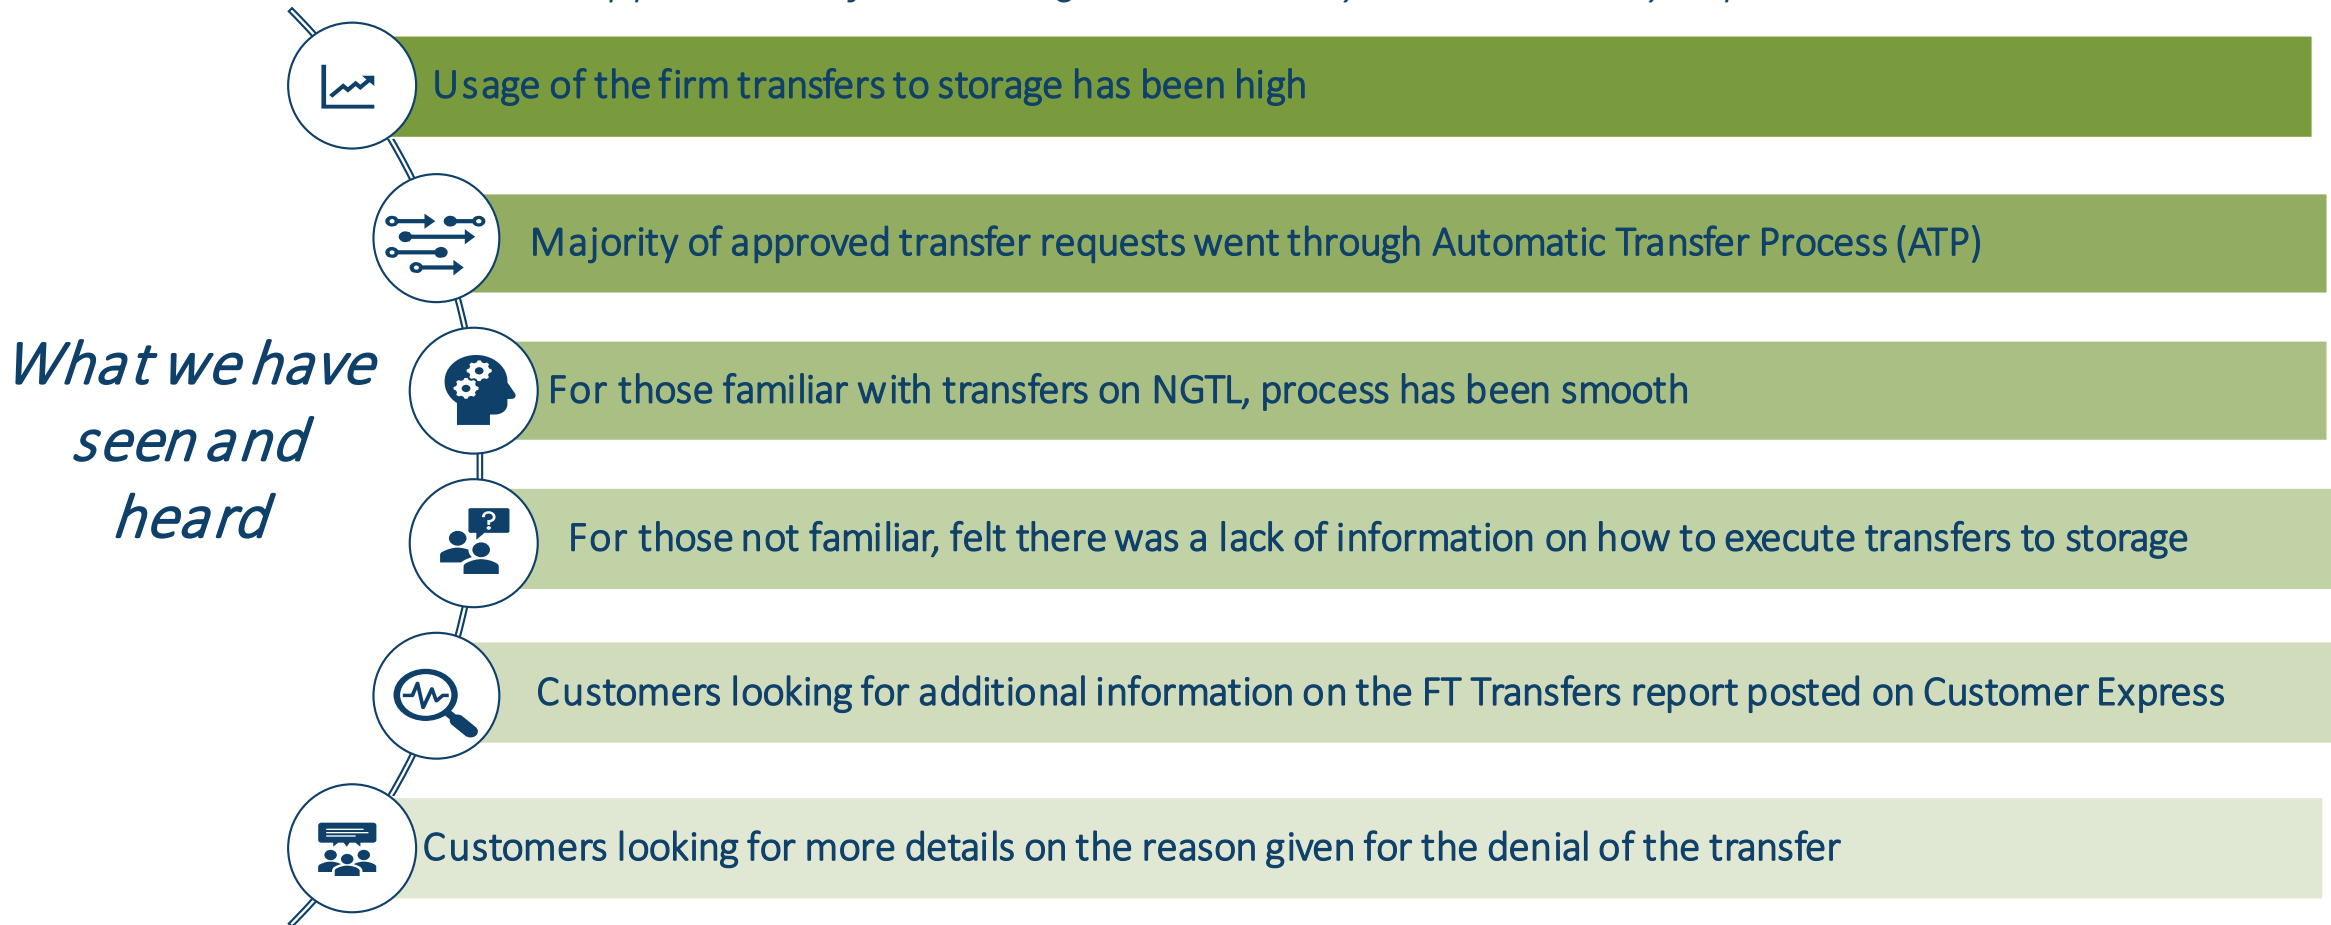 Usage of the firm transfers to storage has been high
Majority of approved transfer requests went through Automatic Transfer Process (ATP)
What we have
seen and
heard
For those familiar with transfers on NGTL, process has been smooth
?
For those not familiar, felt there was a lack of information on how to execute transfers to storage
Customers looking for additional information on the FT Transfers report posted on Customer Express
Customers looking for more details on the reason given for the denial of the transfer